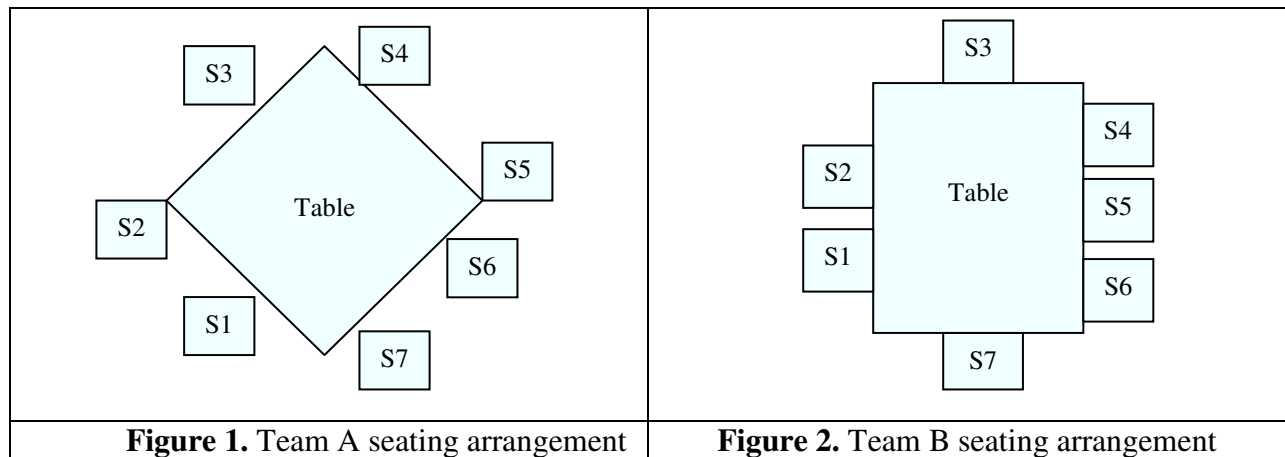 S3
S4
S5
Table
S2
S6
S1
S7
S3
S4
S2
Table
S5
S1
S6
S7
Figure 1. Team A seating arrangement
Figure 2. Team B seating arrangement